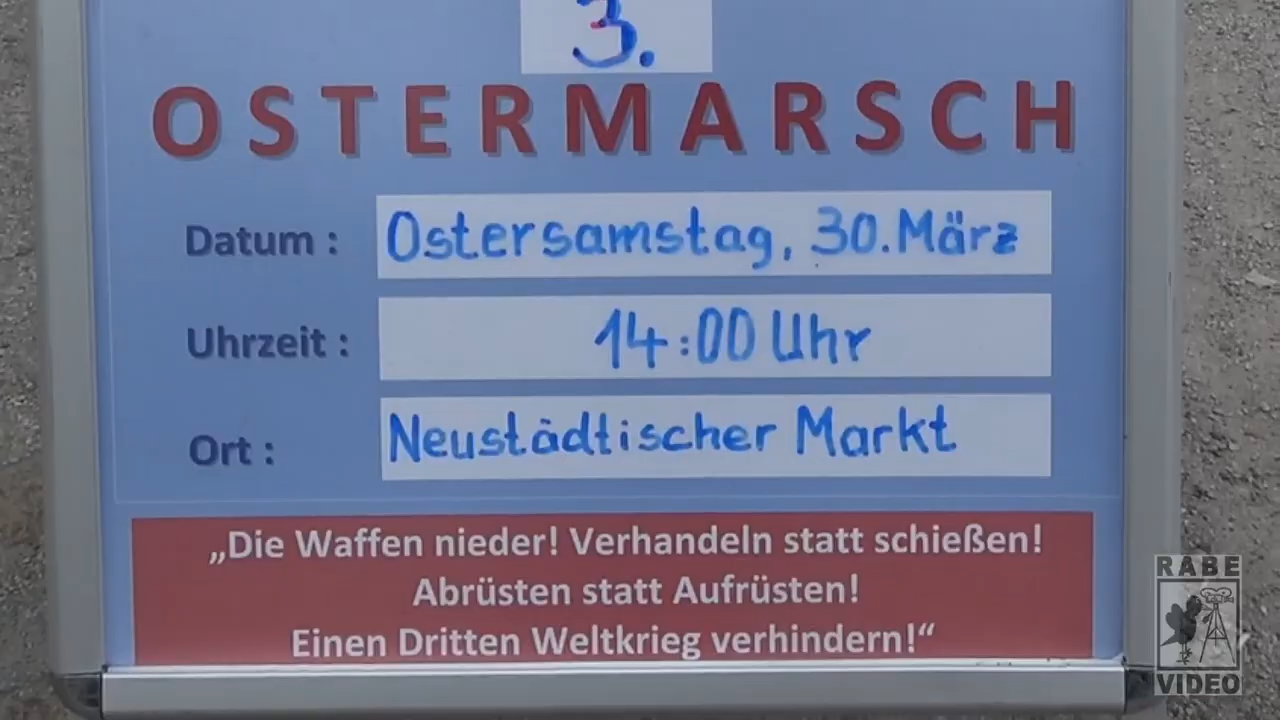 3.
OSTERMARSCH
Datum : Ostersamstag, 30. März
Uhrzeit : 14:00 Uhr
Ort : Neustädtischer Markt
„Die Waffen nieder! Verhandeln statt schießen!
Abrüsten statt Aufrüsten!
Einen Dritten Weltkrieg verhindern!“
RABE
VIDEO